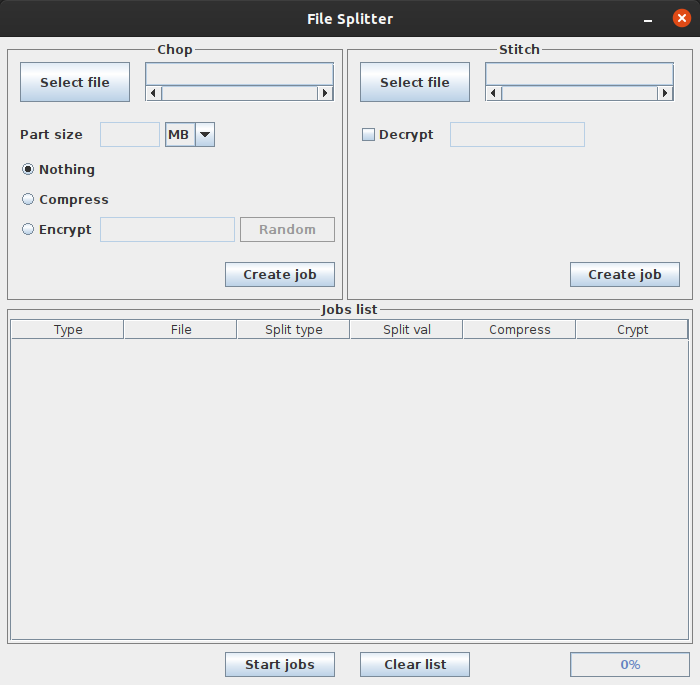 File Splitter
Chop
Select file
Part size MB
Nothing
Compress
Encrypt Random
Create job
Stitch
Select file
Decrypt
Create job
Jobs list
Type File Split type Split val Compress Crypt
Start jobs Clear list 0%